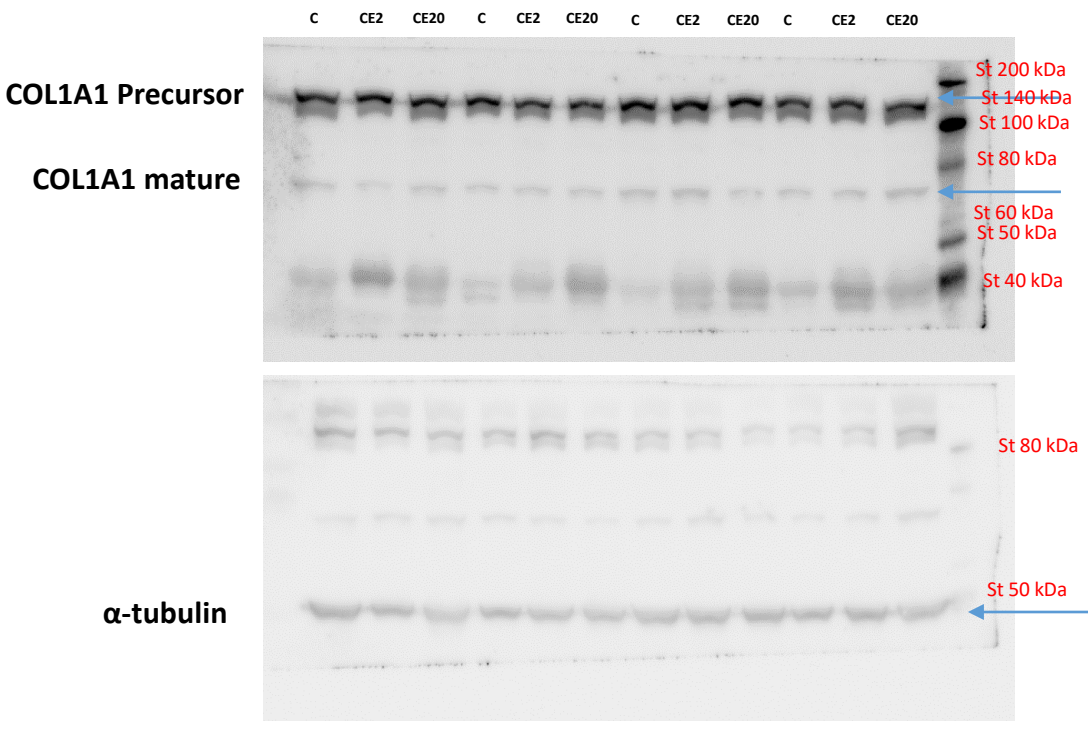 C CE2 CE20 C CE2 CE20 C CE2 CE20 C CE2 CE20
St 200 kDa
COL1A1 Precursor
St 140 kDa
St 100 kDa
St 80 kDa
COL1A1 mature
St 60 kDa
St 50 kDa
St 40 kDa
St 80 kDa
St 50 kDa
α-tubulin